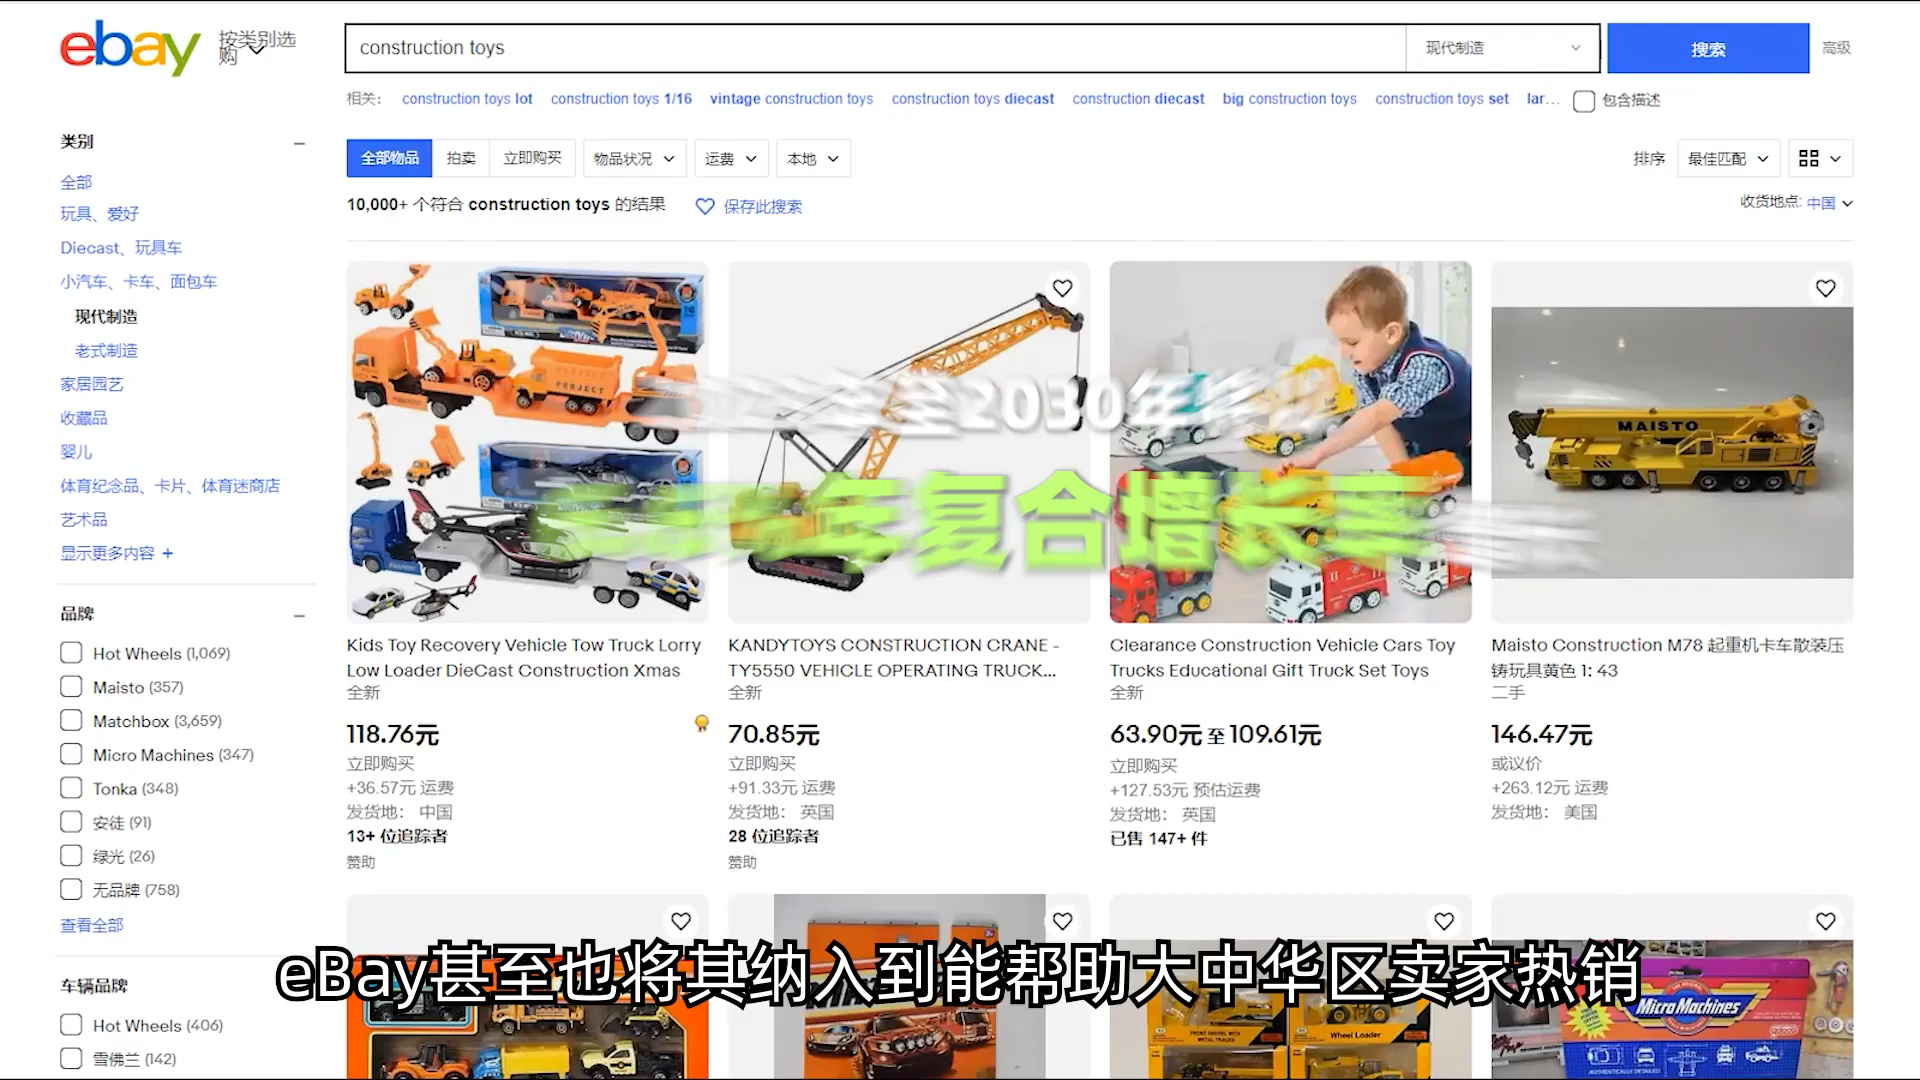 ebay
按类别选
购
construction toys
现代制造
搜索
高级
相关:
construction toys lot
construction toys 1/16
vintage construction toys
construction toys diecast
construction diecast
big construction toys
construction toys set
lar...
包含描述
类别
全部
玩具、爱好
Diecast、玩具车
小汽车、卡车、面包车
现代制造
老式制造
家居园艺
收藏品
婴儿
体育纪念品、卡片、体育迷商店
艺术品
显示更多内容 +
品牌
Hot Wheels (1,069)
Maisto (357)
Matchbox (3,659)
Micro Machines (347)
Tonka (348)
安徒 (91)
绿光 (26)
无品牌 (758)
查看全部
车辆品牌
Hot Wheels (406)
雪佛兰 (142)
全部物品
拍卖
立即购买
物品状况
运费
本地
排序
最佳匹配
10,000+ 个符合 construction toys 的结果
保存此搜索
收货地点: 中国
至2030年
年复合增长率
PROJECT
MAISTO
Kids Toy Recovery Vehicle Tow Truck Lorry
Low Loader DieCast Construction Xmas
全新
118.76元
立即购买
+36.57元 运费
发货地: 中国
13+ 位追踪者
赞助
KANDYTOYS CONSTRUCTION CRANE -
TY5550 VEHICLE OPERATING TRUCK...
全新
70.85元
立即购买
+91.33元 运费
发货地: 英国
28 位追踪者
赞助
Clearance Construction Vehicle Cars Toy
Trucks Educational Gift Truck Set Toys
全新
63.90元 至 109.61元
立即购买
+127.53元 预估运费
发货地: 英国
已售 147+ 件
Maisto Construction M78 起重机卡车散装压
铸玩具黄色 1: 43
二手
146.47元
或议价
+263.12元 运费
发货地: 美国
eBay甚至也将其纳入到能帮助大中华区卖家热销
Wheel Loader
Micro Machines